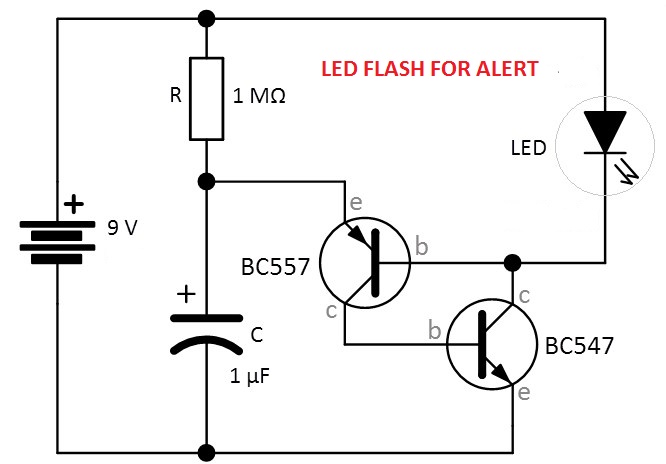 LED FLASH FOR ALERT
R 1 MΩ
LED
+ 9 V
e
b
BC557
c
+ C
1 µF
c
b
BC547
e